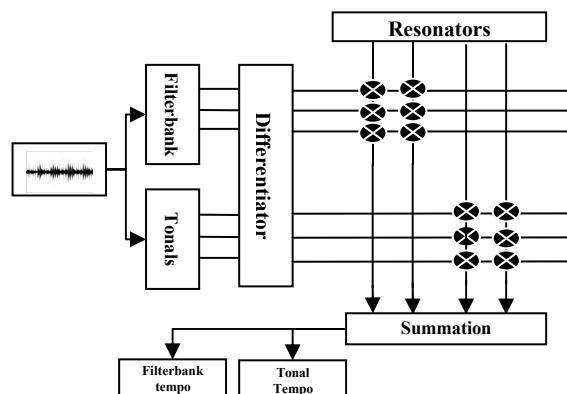 Resonators
Filterbank
Differentiator
Tonals
Summation
Filterbank
tempo
Tonal
Tempo